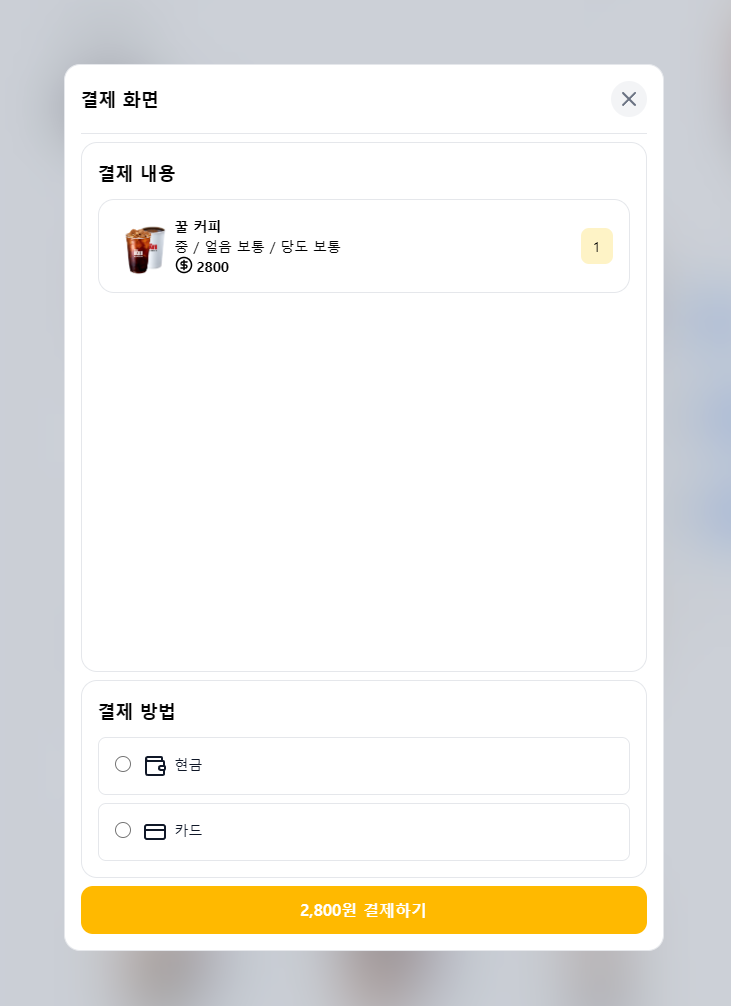 결제 화면
결제 내용
꿀 커피
중 / 얼음 보통 / 당도 보통
2800
1
결제 방법
현금
카드
2,800원 결제하기